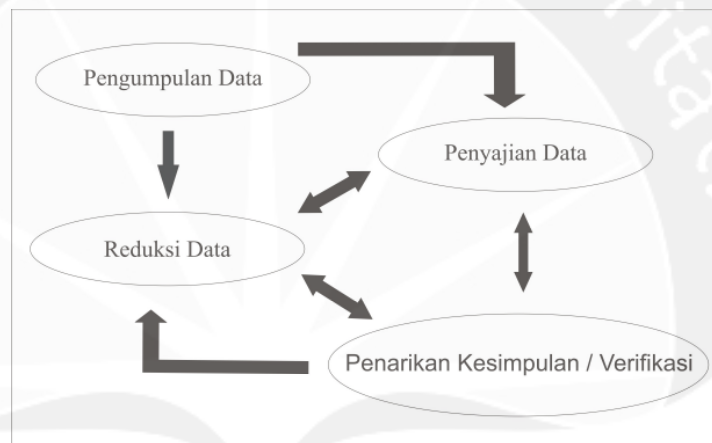 Pengumpulan Data
Penyajian Data
Reduksi Data
Penarikan Kesimpulan / Verifikasi